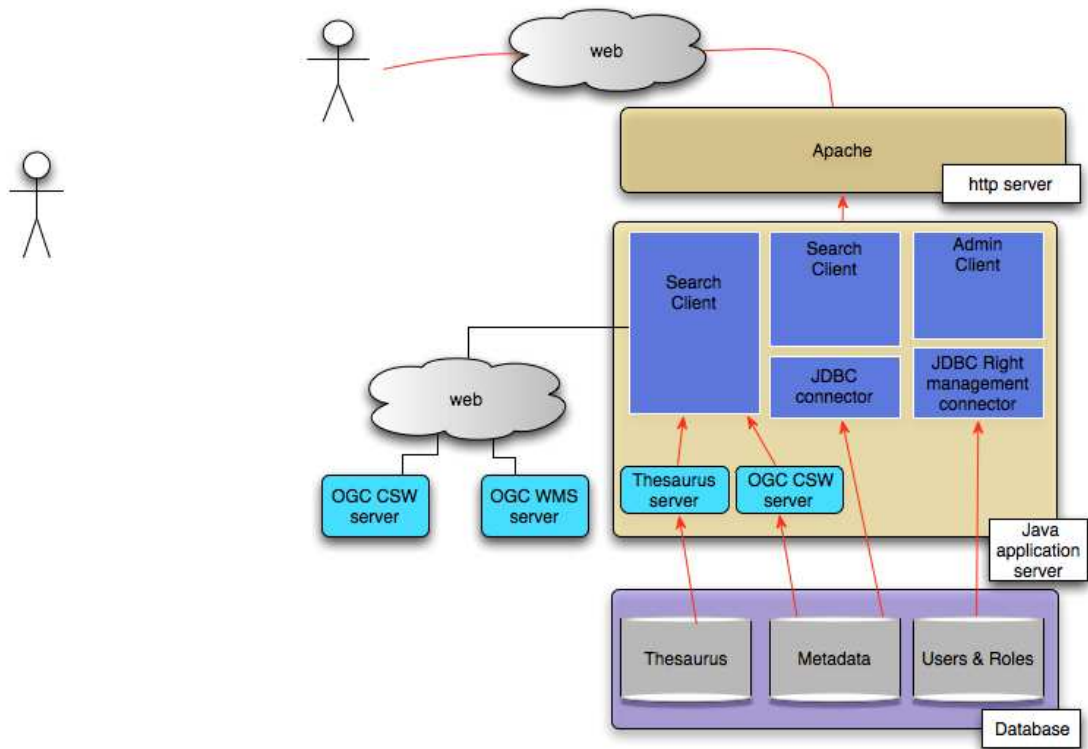 web
Apache
http server
Search
Client
Search
Client
Admin
Client
JDBC
connector
JDBC Right
management
connector
web
OGC CSW
server
OGC WMS
server
Thesaurus
server
OGC CSW
server
Java
application
server
Thesaurus
Metadata
Users & Roles
Database